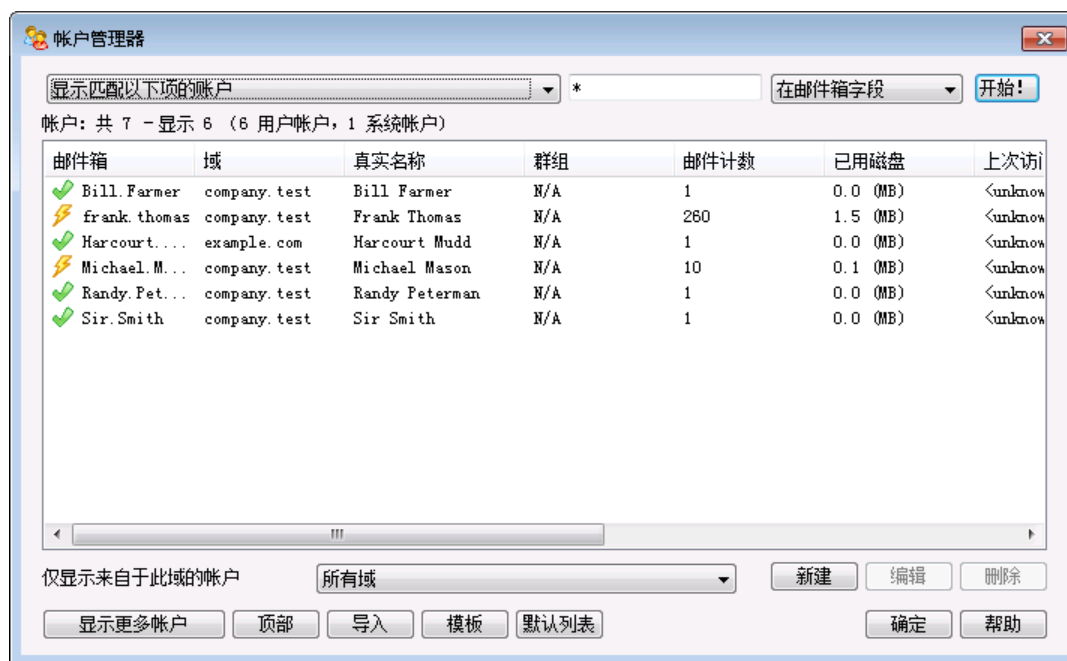 帐户管理器
显示匹配以下项的账户 * 在邮件箱字段 开始!
帐户: 共 7 - 显示 6 (6 用户帐户, 1 系统帐户)
邮件箱 域 真实名称 群组 邮件计数 已用磁盘 上次访
Bill.Farmer company.test Bill Farmer N/A 1 0.0 (MB) <unknow
frank.thomas company.test Frank Thomas N/A 260 1.5 (MB) <unknow
Harcourt.... example.com Harcourt Mudd N/A 1 0.0 (MB) <unknow
Michael.M... company.test Michael Mason N/A 10 0.1 (MB) <unknow
Randy.Pet... company.test Randy Peterman N/A 1 0.0 (MB) <unknow
Sir.Smith company.test Sir Smith N/A 1 0.0 (MB) <unknow
仅显示来自于此域的帐户 所有域 新建 编辑 删除
显示更多帐户 顶部 导入 模板 默认列表 确定 帮助